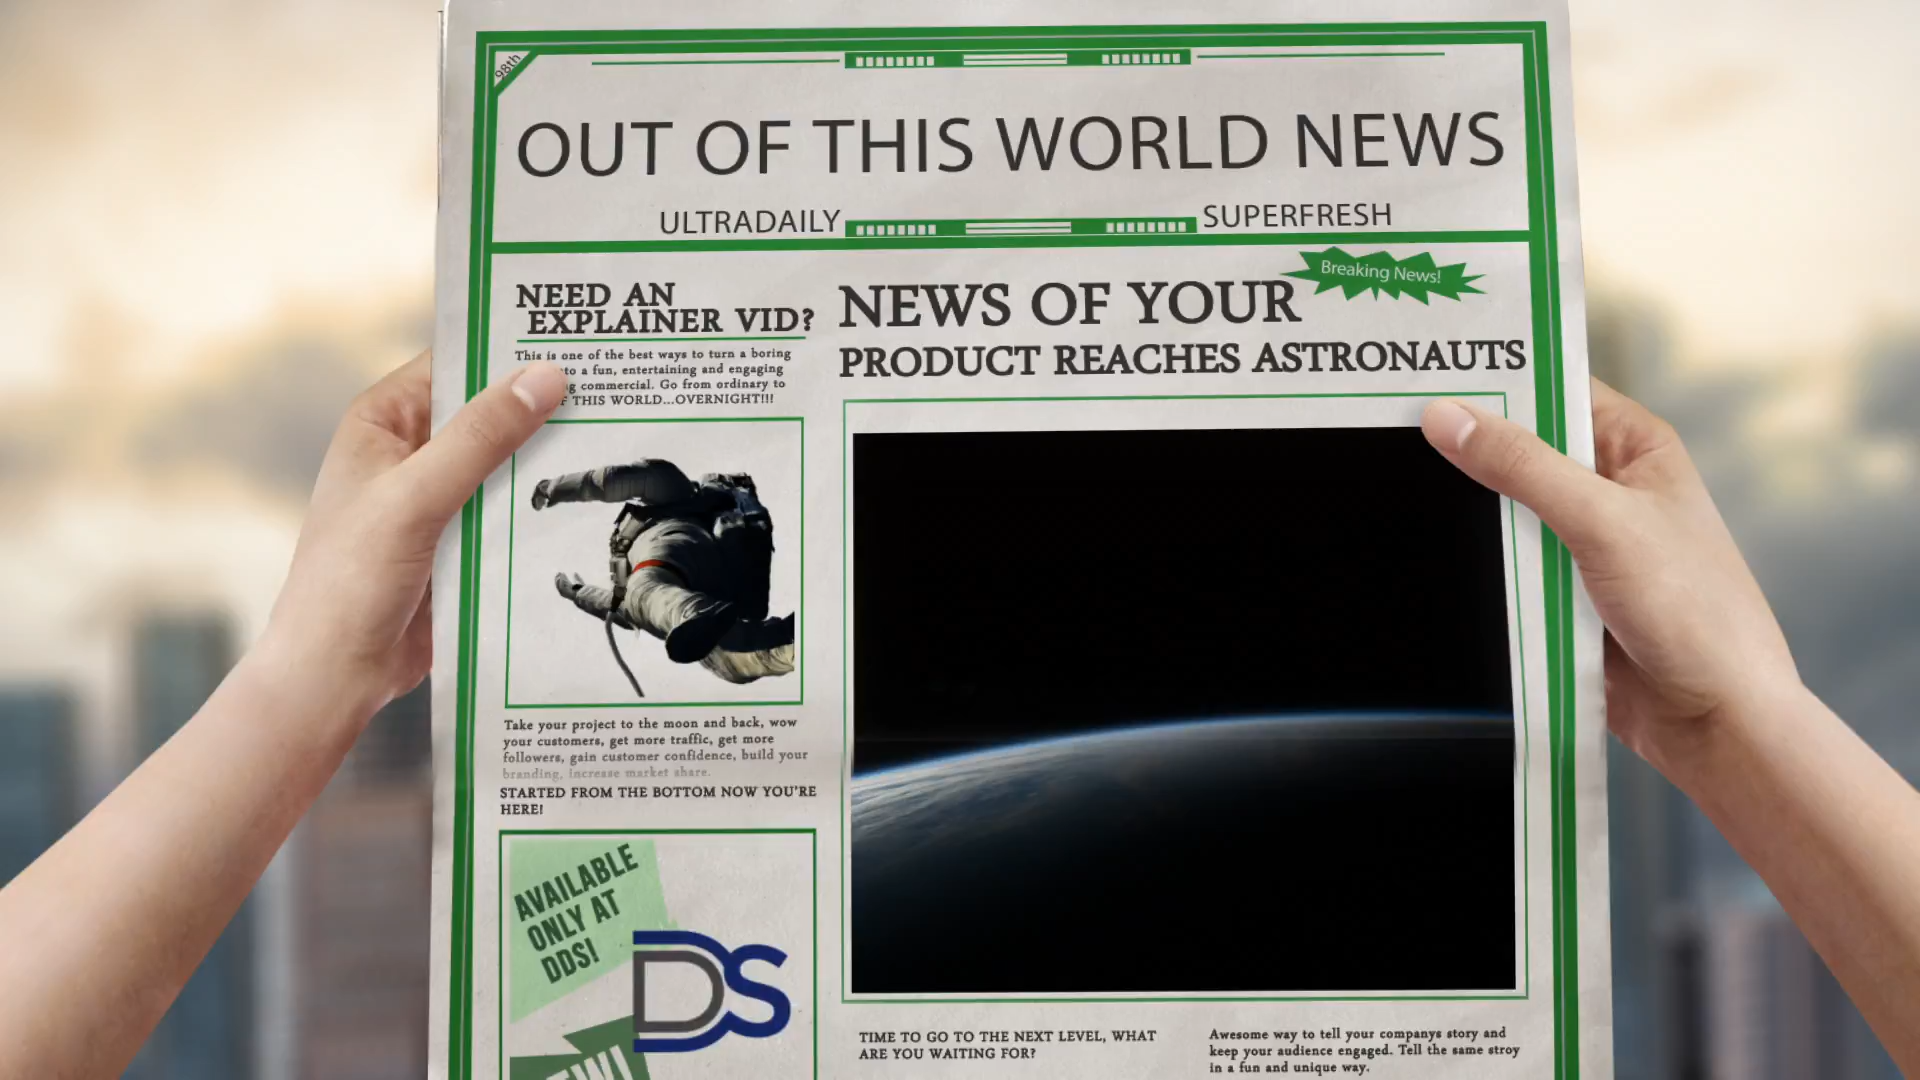 98th
OUT OF THIS WORLD NEWS
ULTRADAILY
SUPERFRESH
NEED AN
EXPLAINER VID?
This is one of the best ways to turn a boring
to a fun, entertaining and engaging
commercial. Go from ordinary to
THIS WORLD...OVERNIGHT!!!
Take your project to the moon and back, wow
your customers, get more traffic, get more
followers, gain customer confidence, build your
branding, increase market share.
STARTED FROM THE BOTTOM NOW YOU'RE
HERE!
AVAILABLE
ONLY AT
DDS!
DS
Breaking News!
NEWS OF YOUR
PRODUCT REACHES ASTRONAUTS
TIME TO GO TO THE NEXT LEVEL, WHAT
ARE YOU WAITING FOR?
Awesome way to tell your companys story and
keep your audience engaged. Tell the same stroy
in a fun and unique way.